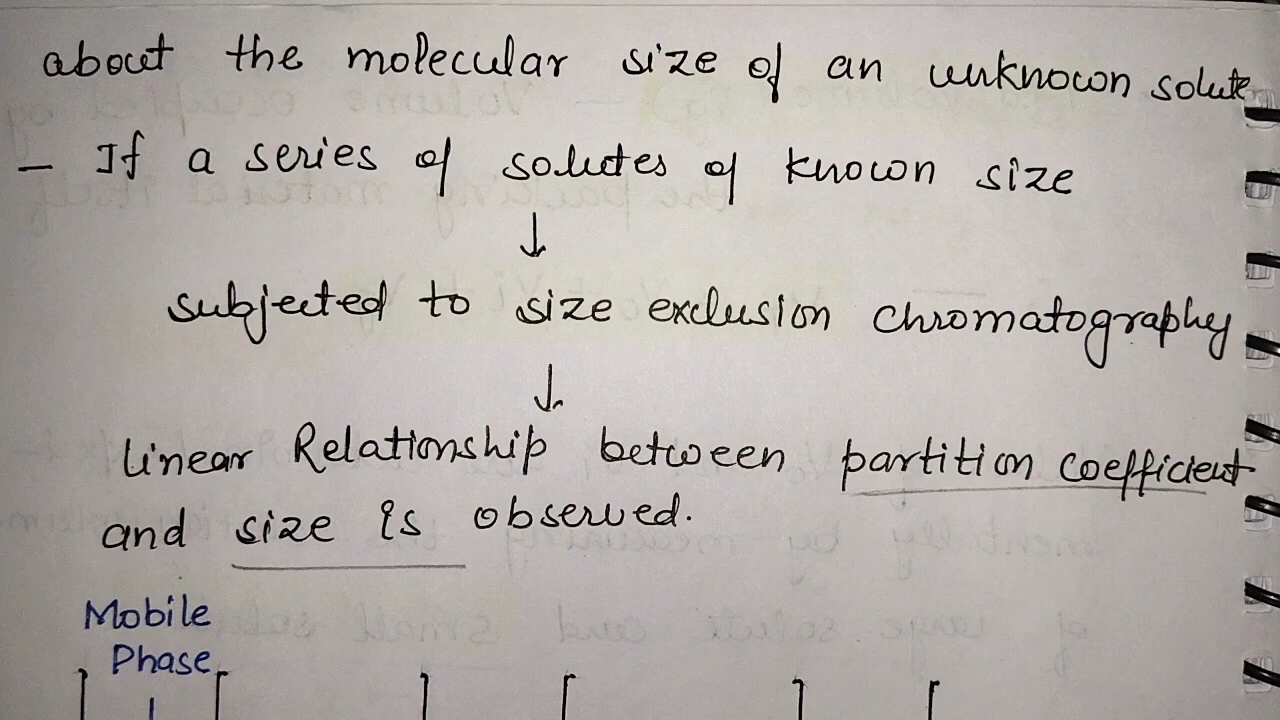 about the molecular size of an unknown solute
- If a series of solutes of known size
↓
subjected to size exclusion chromatography
↓
linear Relationship between partition coefficient
and size is observed.
Mobile
Phase